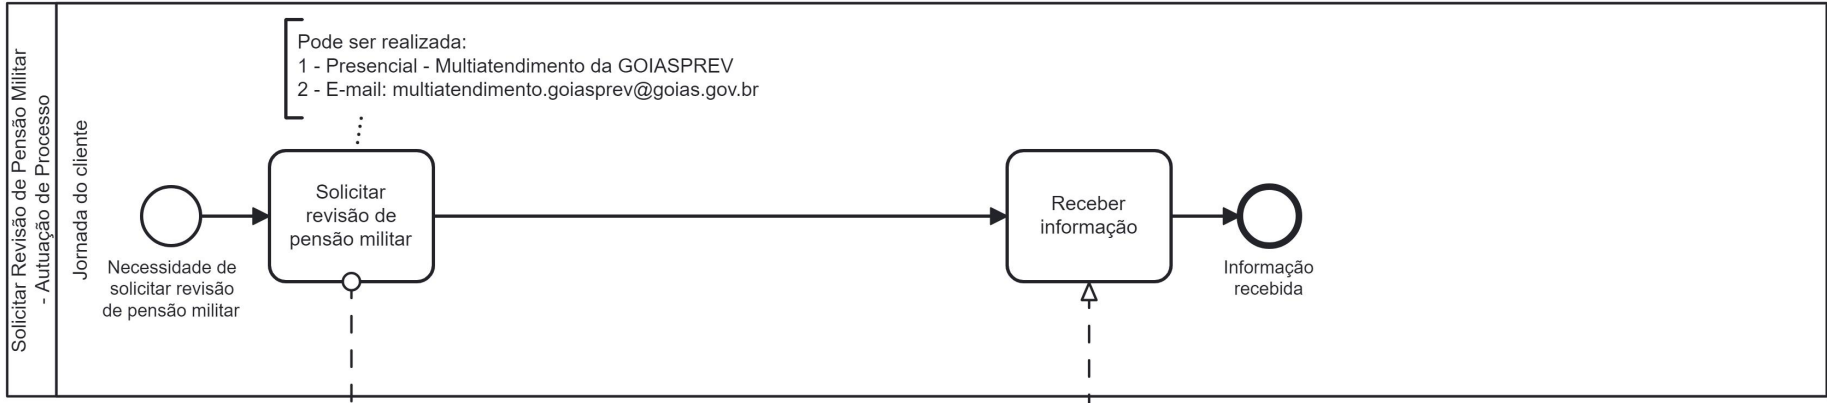 Solicitar Revisão de Pensão Militar
- Autuação de Processo
Jornada do cliente
Pode ser realizada:
1 - Presencial - Multiatendimento da GOIASPREV
2 - E-mail: multiatendimento.goiasprev@goias.gov.br
Necessidade de
solicitar revisão
de pensão militar
Solicitar
revisão de
pensão militar
Receber
informação
Informação
recebida